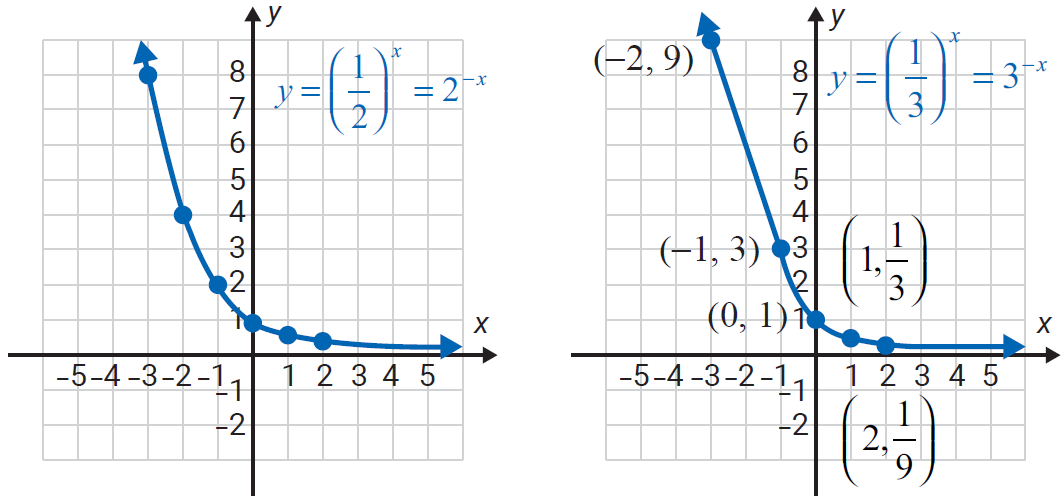 y
y = (1/2)^x = 2^{-x}
8
7
6
5
4
3
2
1
x
–5 –4 –3 –2 –1 1 2 3 4 5
–1
–2
y
(−2, 9)
y = (1/3)^x = 3^{-x}
8
7
6
5
4
(−1, 3) 3
(1, 1/3)
2
(0, 1) 1
x
–5 –4 –3 –2 –1 1 2 3 4 5
–1
–2
(2, 1/9)